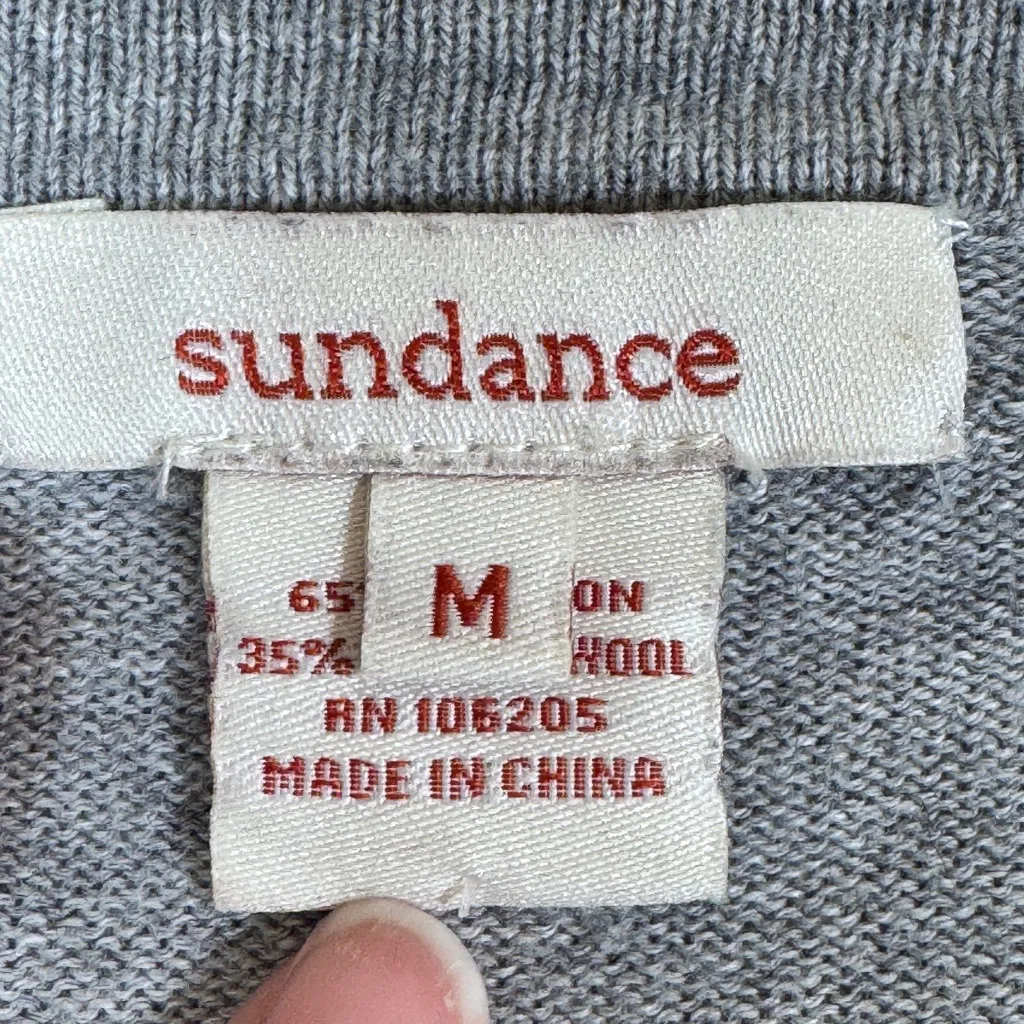 sundance
M
65 ON
35% WOOL
RN 106205
MADE IN CHINA